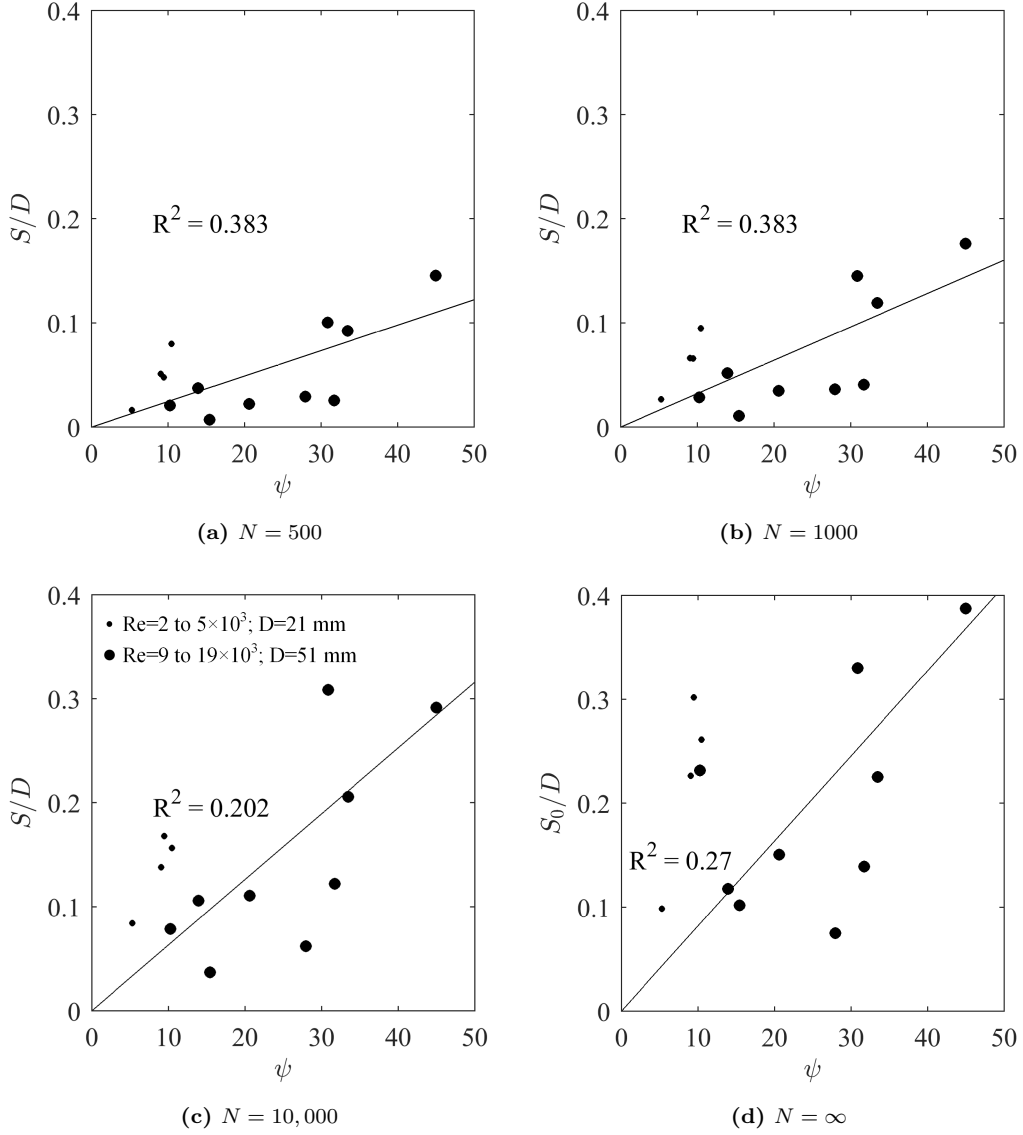 0.4
0.3
0.2
0.1
0
S/D
R² = 0.383
0 10 20 30 40 50
ψ
(a) N = 500
0.4
0.3
0.2
0.1
0
S/D
R² = 0.383
0 10 20 30 40 50
ψ
(b) N = 1000
0.4
0.3
0.2
0.1
0
S/D
Re=2 to 5×10³; D=21 mm
Re=9 to 19×10³; D=51 mm
R² = 0.202
0 10 20 30 40 50
ψ
(c) N = 10,000
0.4
0.3
0.2
0.1
0
S₀/D
R² = 0.27
0 10 20 30 40 50
ψ
(d) N = ∞